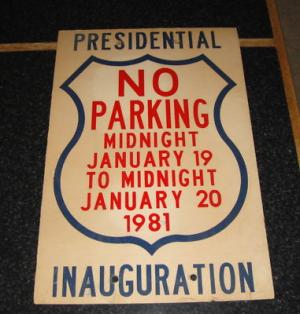 PRESIDENTIAL
NO
PARKING
MIDNIGHT
JANUARY 19
TO MIDNIGHT
JANUARY 20
1981
INAUGURATION